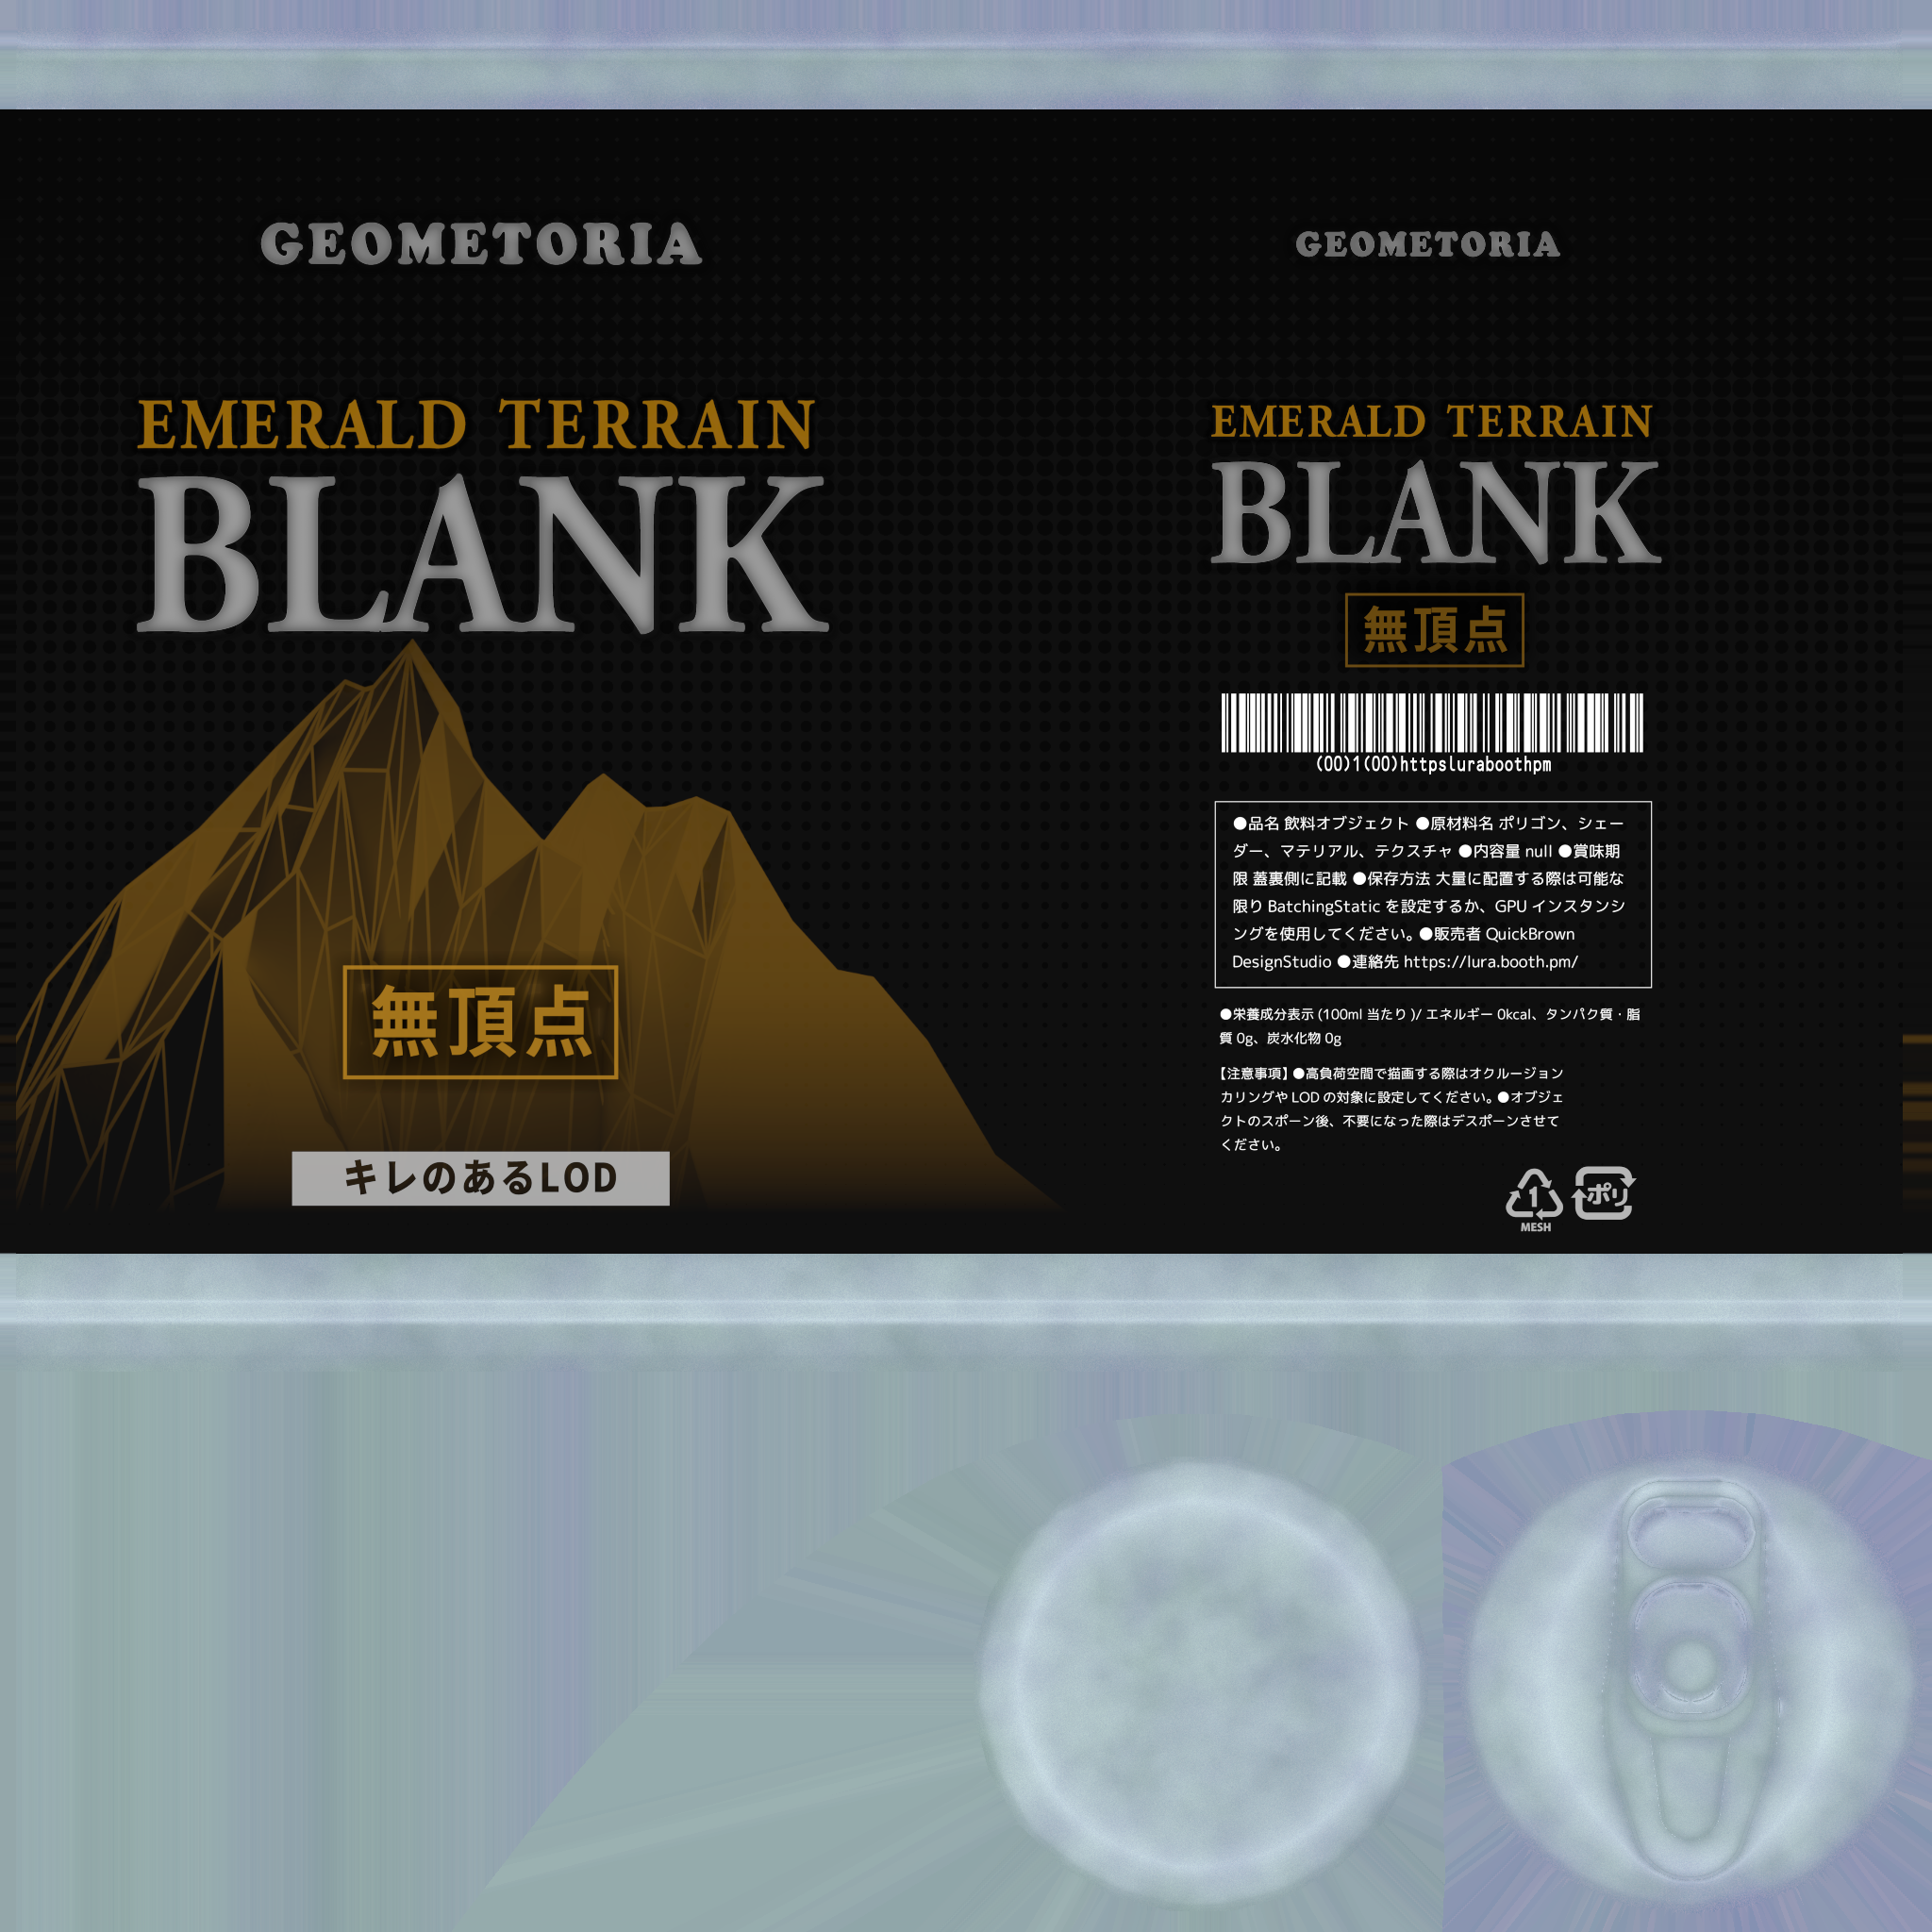 GEOMETORIA
EMERALD TERRAIN
BLANK
無頂点
キレのあるLOD
GEOMETORIA
EMERALD TERRAIN
BLANK
無頂点
(00)1(00)httpsluraboothpm
●品名 飲料オブジェクト ●原材料名 ポリゴン、シェー
ダー、マテリアル、テクスチャ ●内容量 null ●賞味期
限 蓋裏側に記載 ●保存方法 大量に配置する際は可能な
限り BatchingStatic を設定するか、GPU インスタンシ
ングを使用してください。●販売者 QuickBrown
DesignStudio ●連絡先 https://lura.booth.pm/
●栄養成分表示 (100ml 当たり )/ エネルギー 0kcal、タンパク質・脂
質 0g、炭水化物 0g
【注意事項】●高負荷空間で描画する際はオクルージョン
カリングや LOD の対象に設定してください。●オブジェ
クトのスポーン後、不要になった際はデスポーンさせて
ください。
1
MESH
ポリ